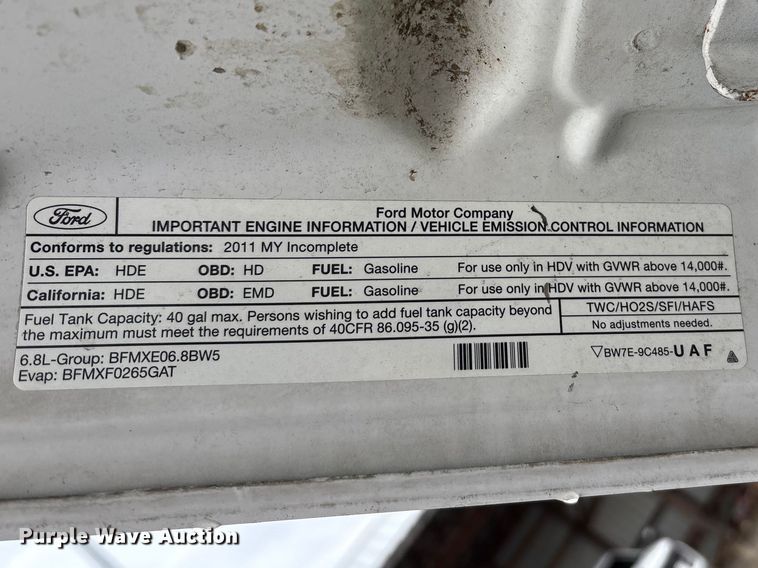 Ford
Ford Motor Company
IMPORTANT ENGINE INFORMATION / VEHICLE EMISSION CONTROL INFORMATION
Conforms to regulations: 2011 MY Incomplete
U.S. EPA: HDE OBD: HD FUEL: Gasoline For use only in HDV with GVWR above 14,000#.
California: HDE OBD: EMD FUEL: Gasoline For use only in HDV with GVWR above 14,000#.
Fuel Tank Capacity: 40 gal max. Persons wishing to add fuel tank capacity beyond
the maximum must meet the requirements of 40CFR 86.095-35 (g)(2).
TWC/HO2S/SFI/HAFS
No adjustments needed.
6.8L-Group: BFMXE06.8BW5
Evap: BFMXF0265GAT
▽BW7E-9C485-UAF
Purple Wave Auction